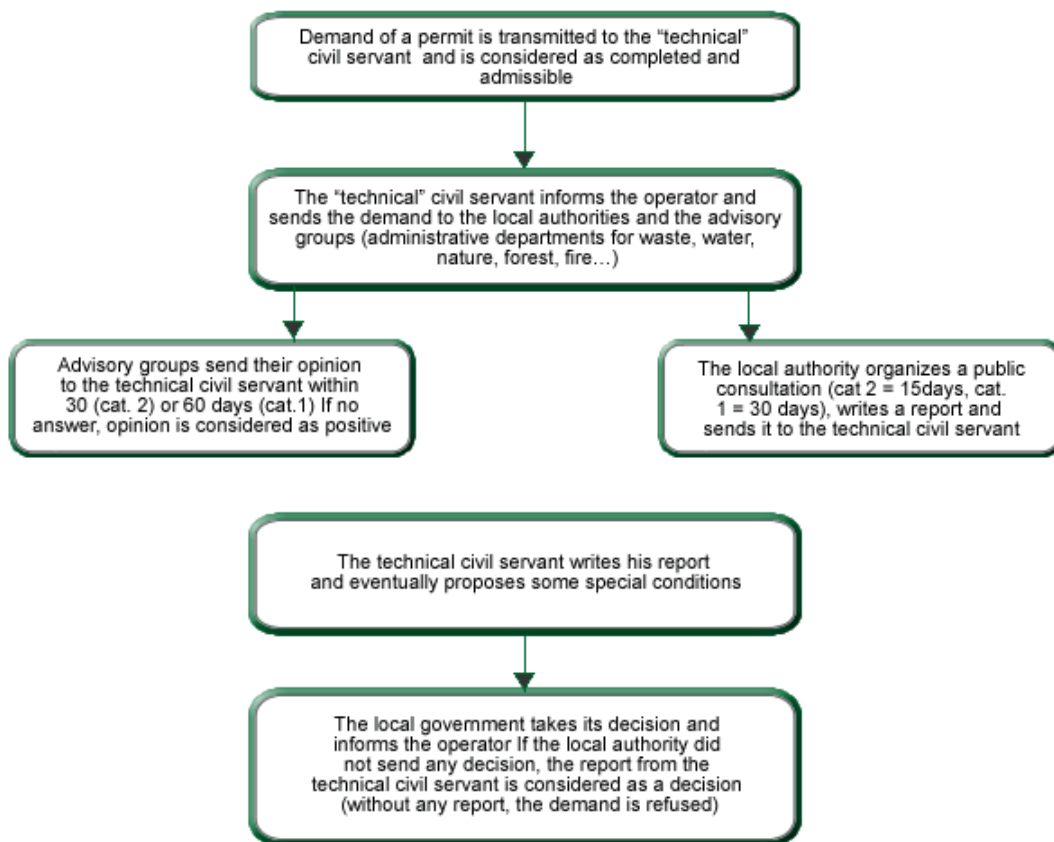 Demand of a permit is transmitted to the “technical”
civil servant and is considered as completed and
admissible
The “technical” civil servant informs the operator and
sends the demand to the local authorities and the advisory
groups (administrative departments for waste, water,
nature, forest, fire…)
Advisory groups send their opinion
to the technical civil servant within
30 (cat. 2) or 60 days (cat.1) If no
answer, opinion is considered as positive
The local authority organizes a public
consultation (cat 2 = 15days, cat.
1 = 30 days), writes a report and
sends it to the technical civil servant
The technical civil servant writes his report
and eventually proposes some special conditions
The local government takes its decision and
informs the operator If the local authority did
not send any decision, the report from the
technical civil servant is considered as a decision
(without any report, the demand is refused)